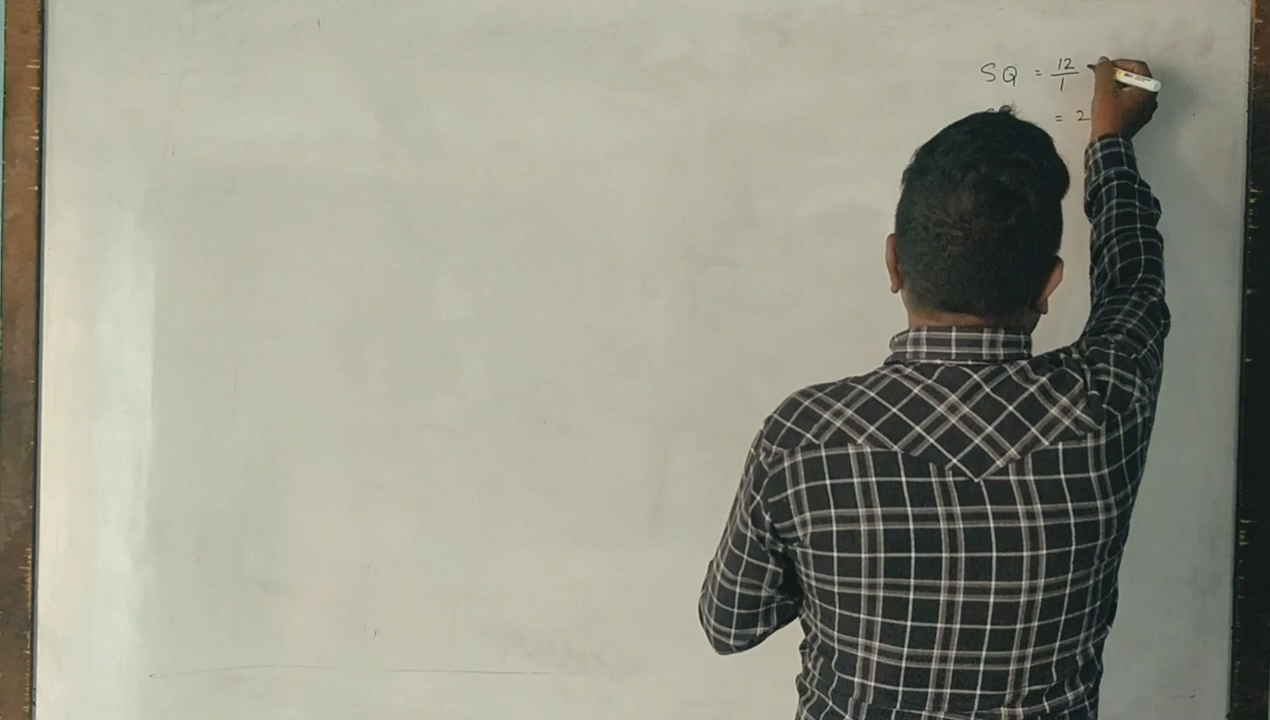 SQ = 12/1
= 2